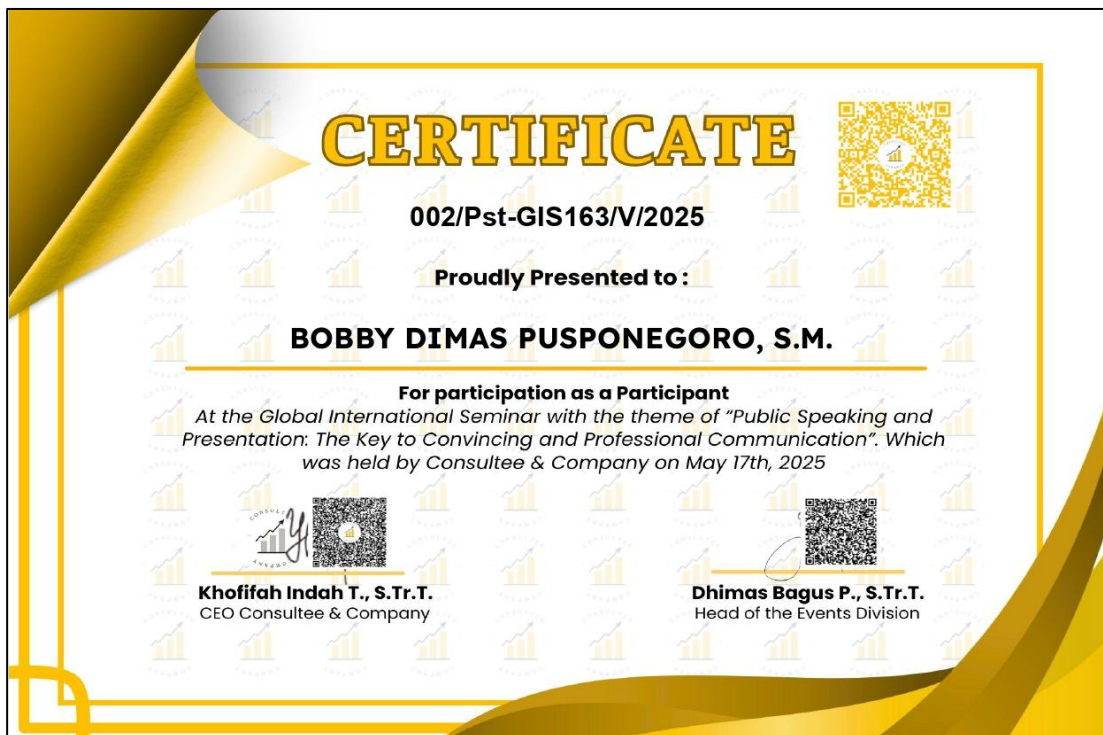 CERTIFICATE
002/Pst-GIS163/V/2025
Proudly Presented to :
BOBBY DIMAS PUSPONEGORO, S.M.
For participation as a Participant
At the Global International Seminar with the theme of “Public Speaking and
Presentation: The Key to Convincing and Professional Communication”. Which
was held by Consultee & Company on May 17th, 2025
Khofifah Indah T., S.Tr.T.
CEO Consultee & Company
Dhimas Bagus P., S.Tr.T.
Head of the Events Division